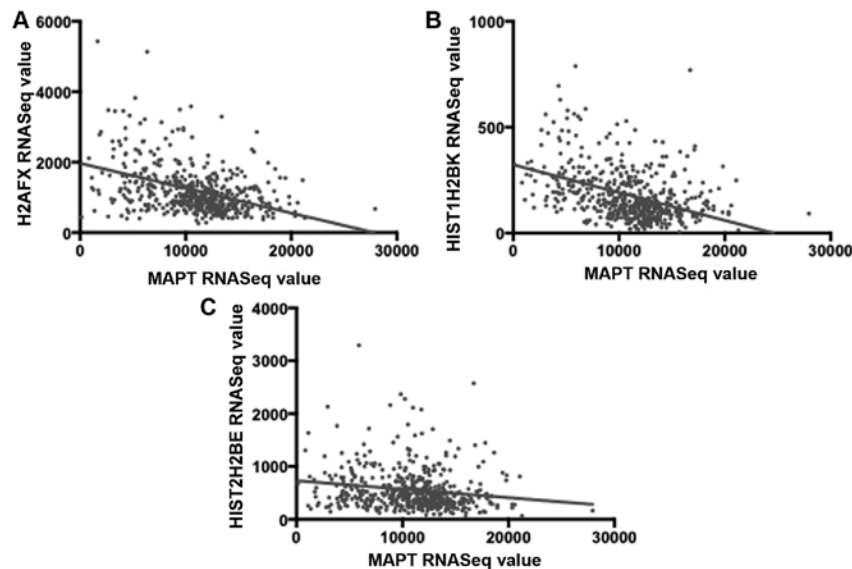 A
6000
4000
2000
0
H2AFX RNASeq value
0 10000 20000 30000
MAPT RNASeq value
B
1000
500
0
HIST1H2BK RNASeq value
0 10000 20000 30000
MAPT RNASeq value
C
4000
3000
2000
1000
0
HIST2H2BE RNASeq value
0 10000 20000 30000
MAPT RNASeq value